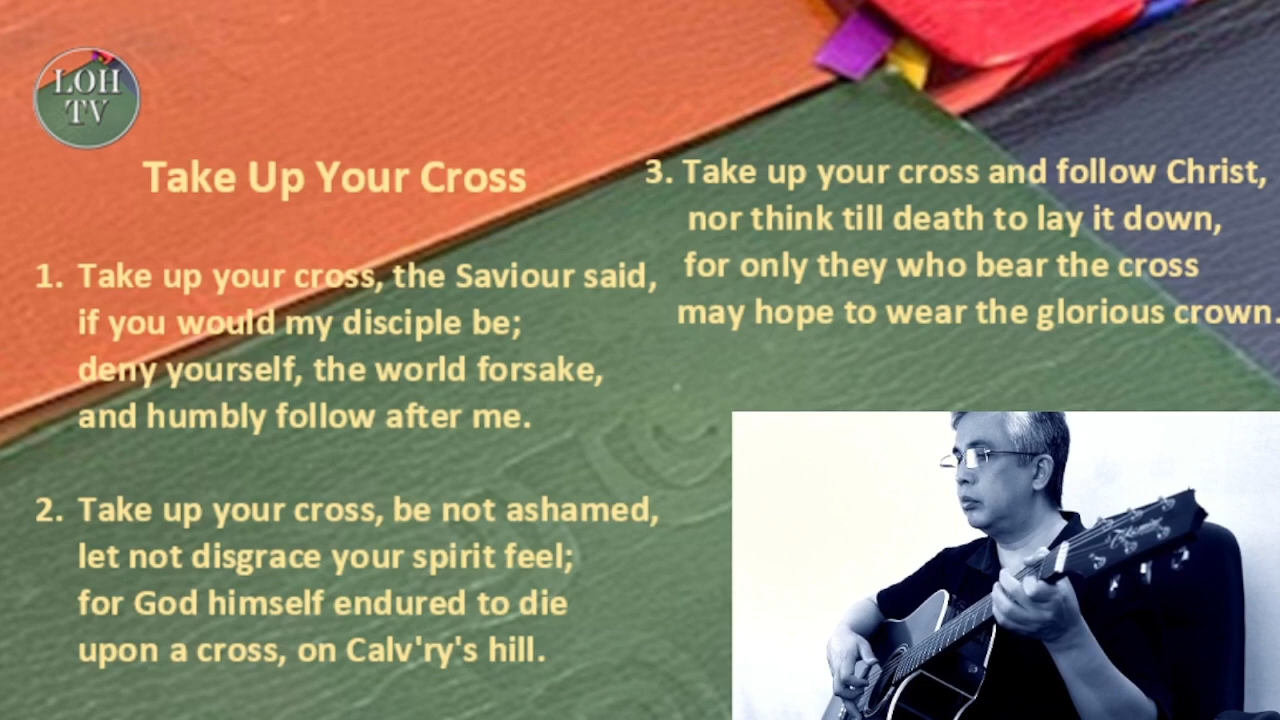 LOH
TV
Take Up Your Cross
1. Take up your cross, the Saviour said,
if you would my disciple be;
deny yourself, the world forsake,
and humbly follow after me.
2. Take up your cross, be not ashamed,
let not disgrace your spirit feel;
for God himself endured to die
upon a cross, on Calv'ry's hill.
3. Take up your cross and follow Christ,
nor think till death to lay it down,
for only they who bear the cross
may hope to wear the glorious crown.